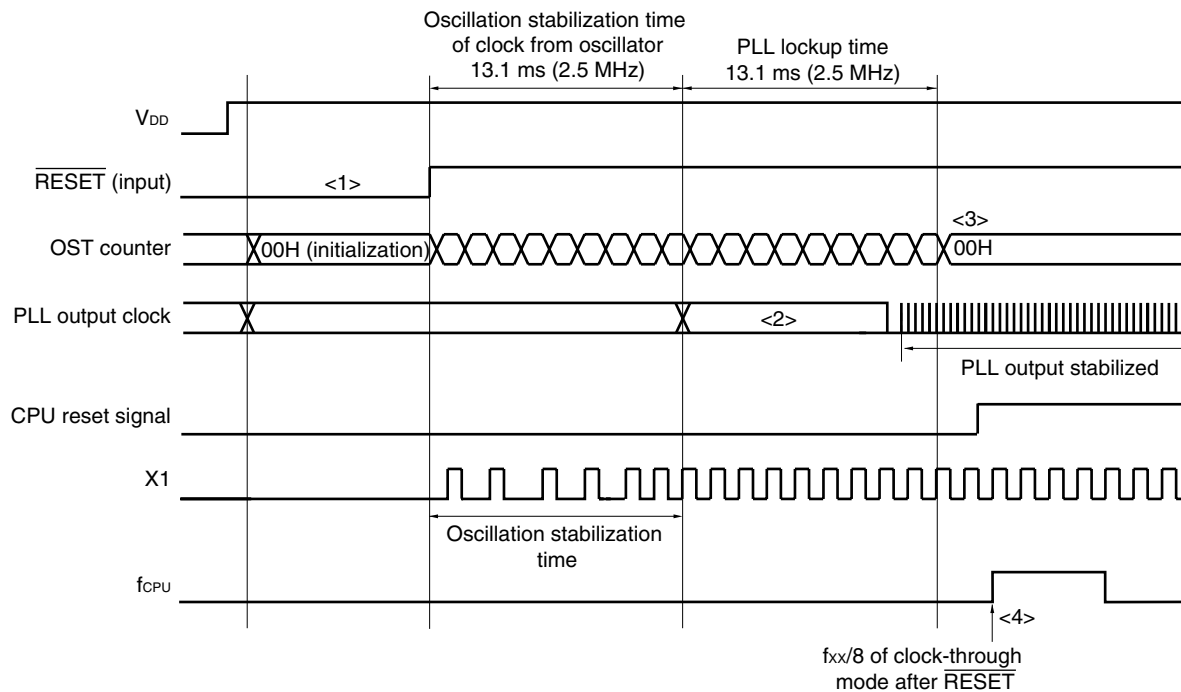 Oscillation stabilization time
of clock from oscillator
13.1 ms (2.5 MHz)
PLL lockup time
13.1 ms (2.5 MHz)
VDD
RESET (input)
<1>
OST counter
00H (initialization)
<3>
00H
PLL output clock
<2>
PLL output stabilized
CPU reset signal
X1
Oscillation stabilization
time
fCPU
<4>
fxx/8 of clock-through
mode after RESET